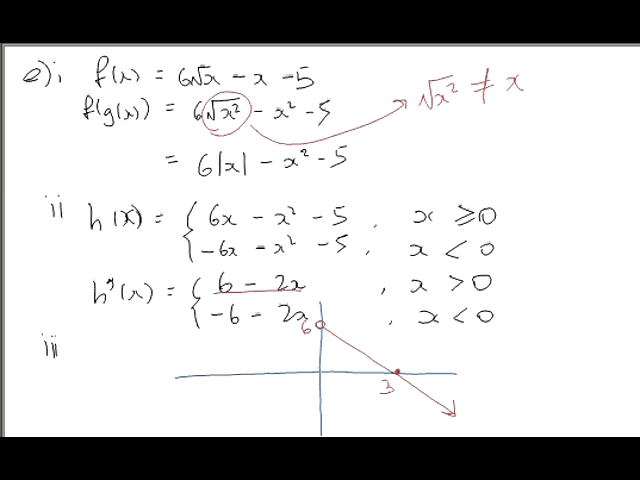 e) i f(x) = 6√x - x - 5
f(g(x)) = 6√x² - x² - 5 √x² ≠ x
= 6|x| - x² - 5
ii h(x) = { 6x - x² - 5 , x ≥ 0
-6x - x² - 5 , x < 0
h'(x) = { 6 - 2x , x > 0
-6 - 2x , x < 0
iii
6
3